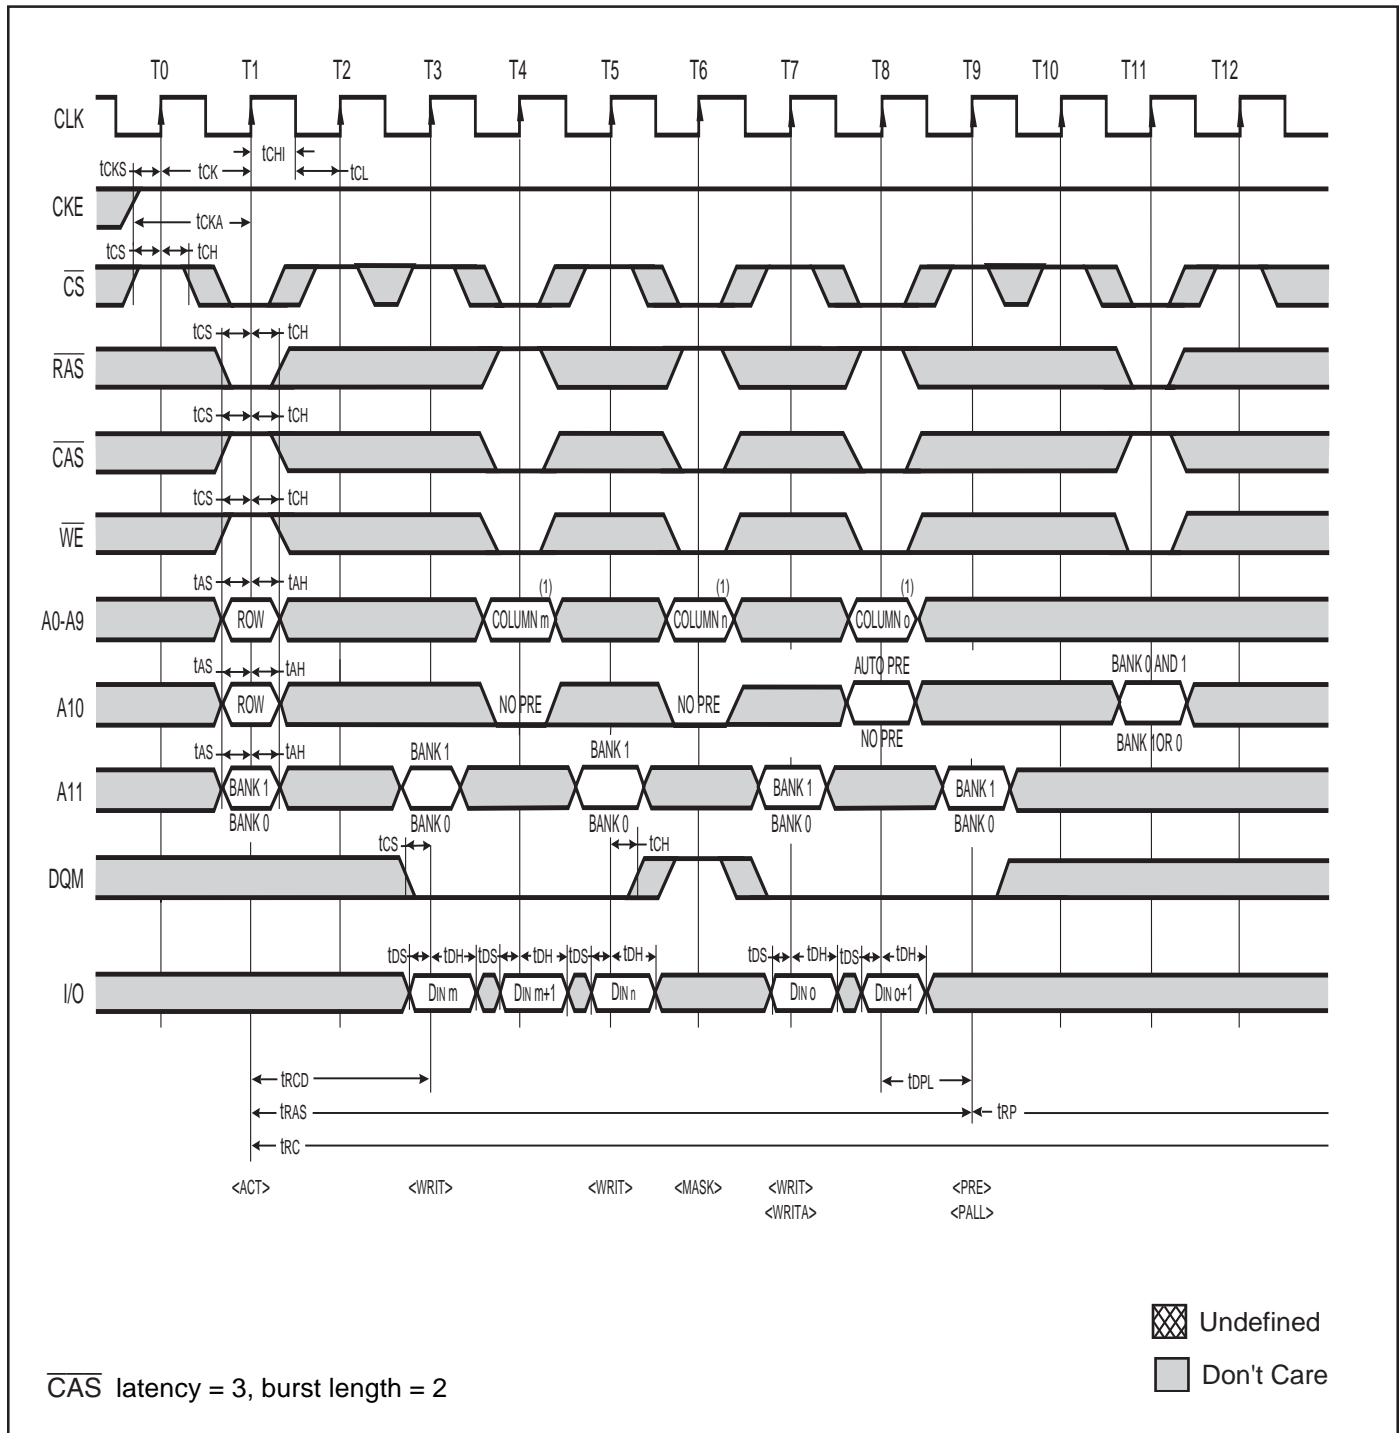 T0 T1 T2 T3 T4 T5 T6 T7 T8 T9 T10 T11 T12
CLK
tCHI
tCKS tCK tCL
CKE
tCKA
tCS tCH
CS
tCS tCH
RAS
tCS tCH
CAS
tCS tCH
WE
tAS tAH (1) (1) (1)
A0-A9 ROW COLUMN m COLUMN n COLUMN o
tAS tAH AUTO PRE BANK 0 AND 1
A10 ROW NO PRE NO PRE
NO PRE BANK 1OR 0
tAS tAH BANK 1 BANK 1
A11 BANK 1 BANK 1 BANK 1
BANK 0 BANK 0 BANK 0 BANK 0 BANK 0
tCS tCH
DQM
tDS tDH tDS tDH tDS tDH tDS tDH tDS tDH
I/O DIN m DIN m+1 DIN n DIN o DIN o+1
tRCD tDPL
tRAS tRP
tRC
<ACT> <WRIT> <WRIT> <MASK> <WRIT> <PRE>
<WRITA> <PALL>
Undefined
Don't Care
CAS latency = 3, burst length = 2